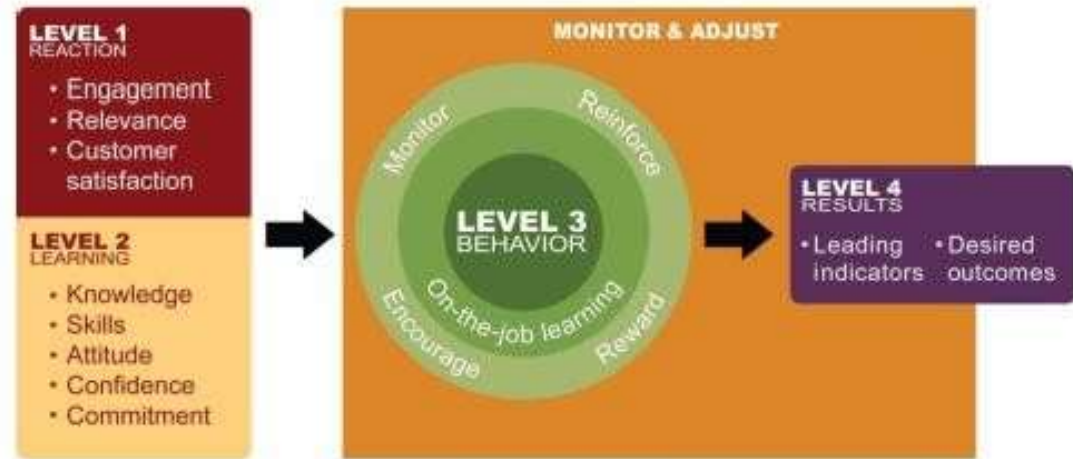 LEVEL 1
REACTION
• Engagement
• Relevance
• Customer
satisfaction
LEVEL 2
LEARNING
• Knowledge
• Skills
• Attitude
• Confidence
• Commitment
MONITOR & ADJUST
Monitor
Reinforce
LEVEL 3
BEHAVIOR
On-the-job learning
Encourage
Reward
LEVEL 4
RESULTS
• Leading
indicators
• Desired
outcomes